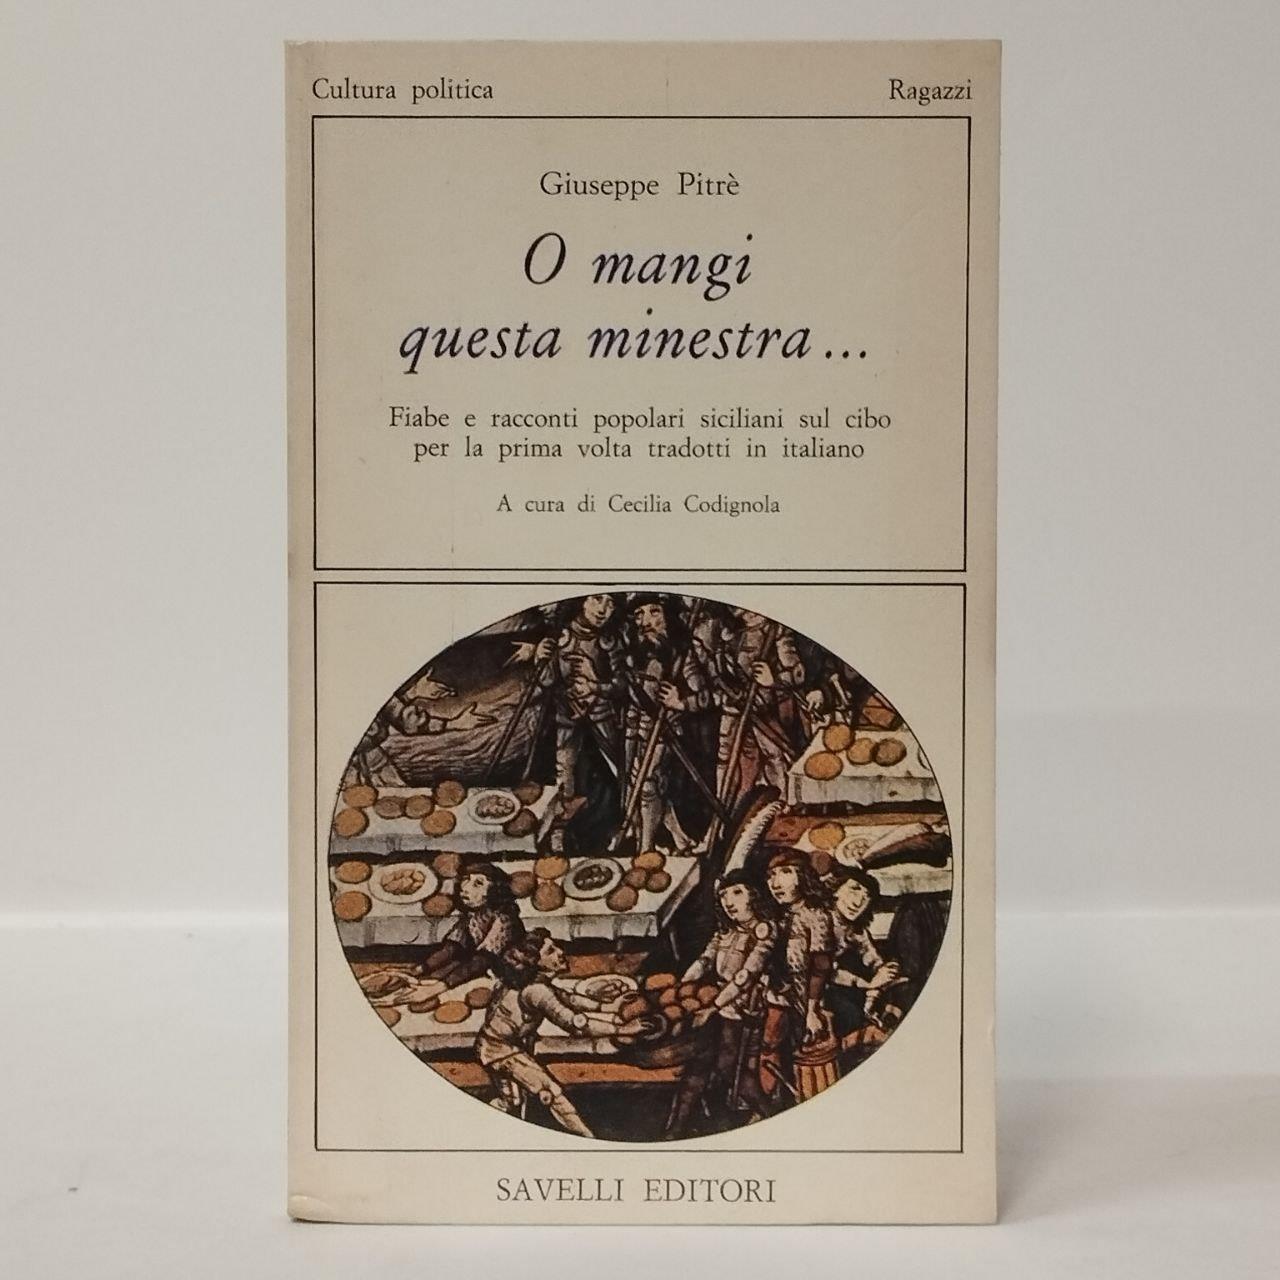 Cultura politica
Ragazzi
Giuseppe Pitrè
O mangi
questa minestra...
Fiabe e racconti popolari siciliani sul cibo
per la prima volta tradotti in italiano
A cura di Cecilia Codignola
SAVELLI EDITORI